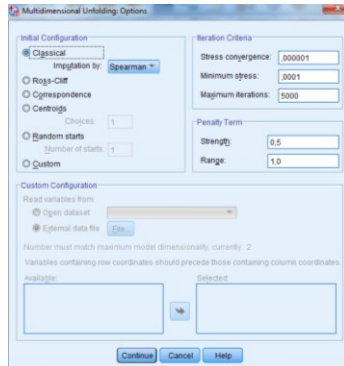 Multidimensional Unfolding: Options
Initial Configuration
Classical
Imputation by: Spearman
Ross-Cliff
Correspondence
Centroids
Choices: 1
Random starts
Number of starts: 1
Custom
Iteration Criteria
Stress convergence: ,000001
Minimum stress: ,0001
Maximum iterations: 5000
Penalty Term
Strength: 0,5
Range: 1,0
Custom Configuration
Read variables from:
Open dataset
External data file File...
Number must match maximum model dimensionality, currently: 2
Variables containing row coordinates should precede those containing column coordinates.
Available: Selected:
Continue Cancel Help